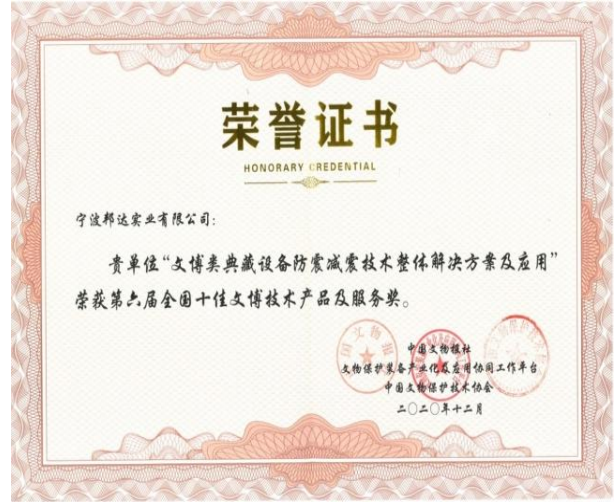 荣誉证书
HONORARY CREDENTIAL
宁波邦达实业有限公司:
贵单位“文博类典藏设备防震减震技术整体解决方案及应用”
荣获第六届全国十佳文博技术产品及服务奖。
中国文物报社
文物保护装备产业化及应用协同工作平台
中国文物保护技术协会
二〇二〇年十二月